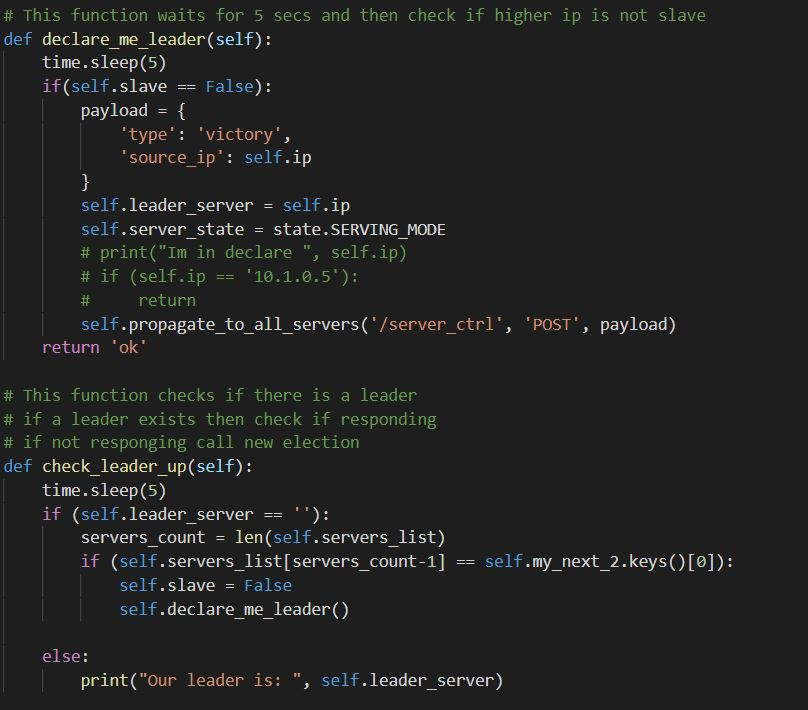 # This function waits for 5 secs and then check if higher ip is not slave
def declare_me_leader(self):
    time.sleep(5)
    if(self.slave == False):
        payload = {
            'type': 'victory',
            'source_ip': self.ip
        }
        self.leader_server = self.ip
        self.server_state = state.SERVING_MODE
        # print("Im in declare ", self.ip)
        # if (self.ip == '10.1.0.5'):
        #     return
        self.propagate_to_all_servers('/server_ctrl', 'POST', payload)
    return 'ok'

# This function checks if there is a leader
# if a leader exists then check if responding
# if not responging call new election
def check_leader_up(self):
    time.sleep(5)
    if (self.leader_server == ''):
        servers_count = len(self.servers_list)
        if (self.servers_list[servers_count-1] == self.my_next_2.keys()[0]):
            self.slave = False
            self.declare_me_leader()

    else:
        print("Our leader is: ", self.leader_server)